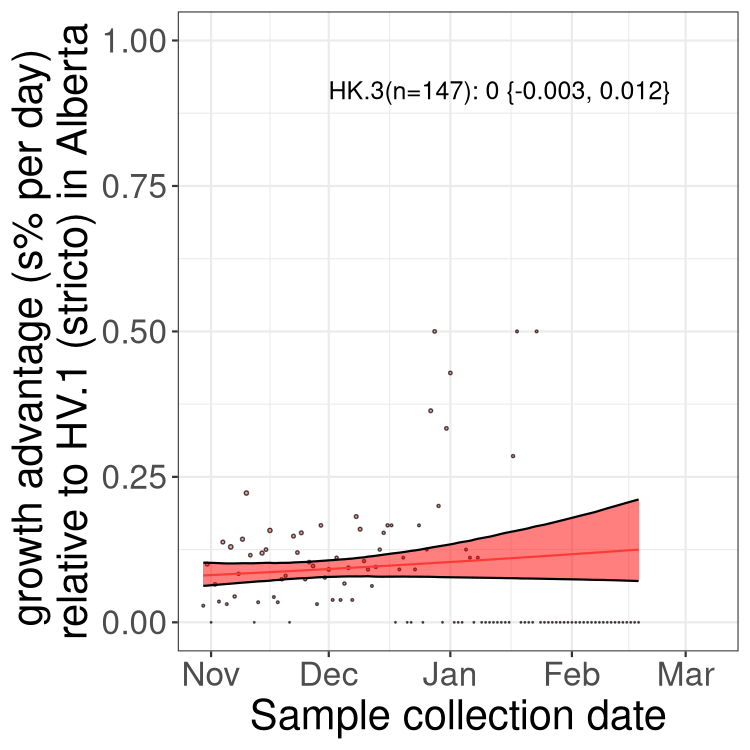 growth advantage (s% per day)
relative to HV.1 (stricto) in Alberta
1.00
0.75
0.50
0.25
0.00
HK.3(n=147): 0 {-0.003, 0.012}
Nov Dec Jan Feb Mar
Sample collection date